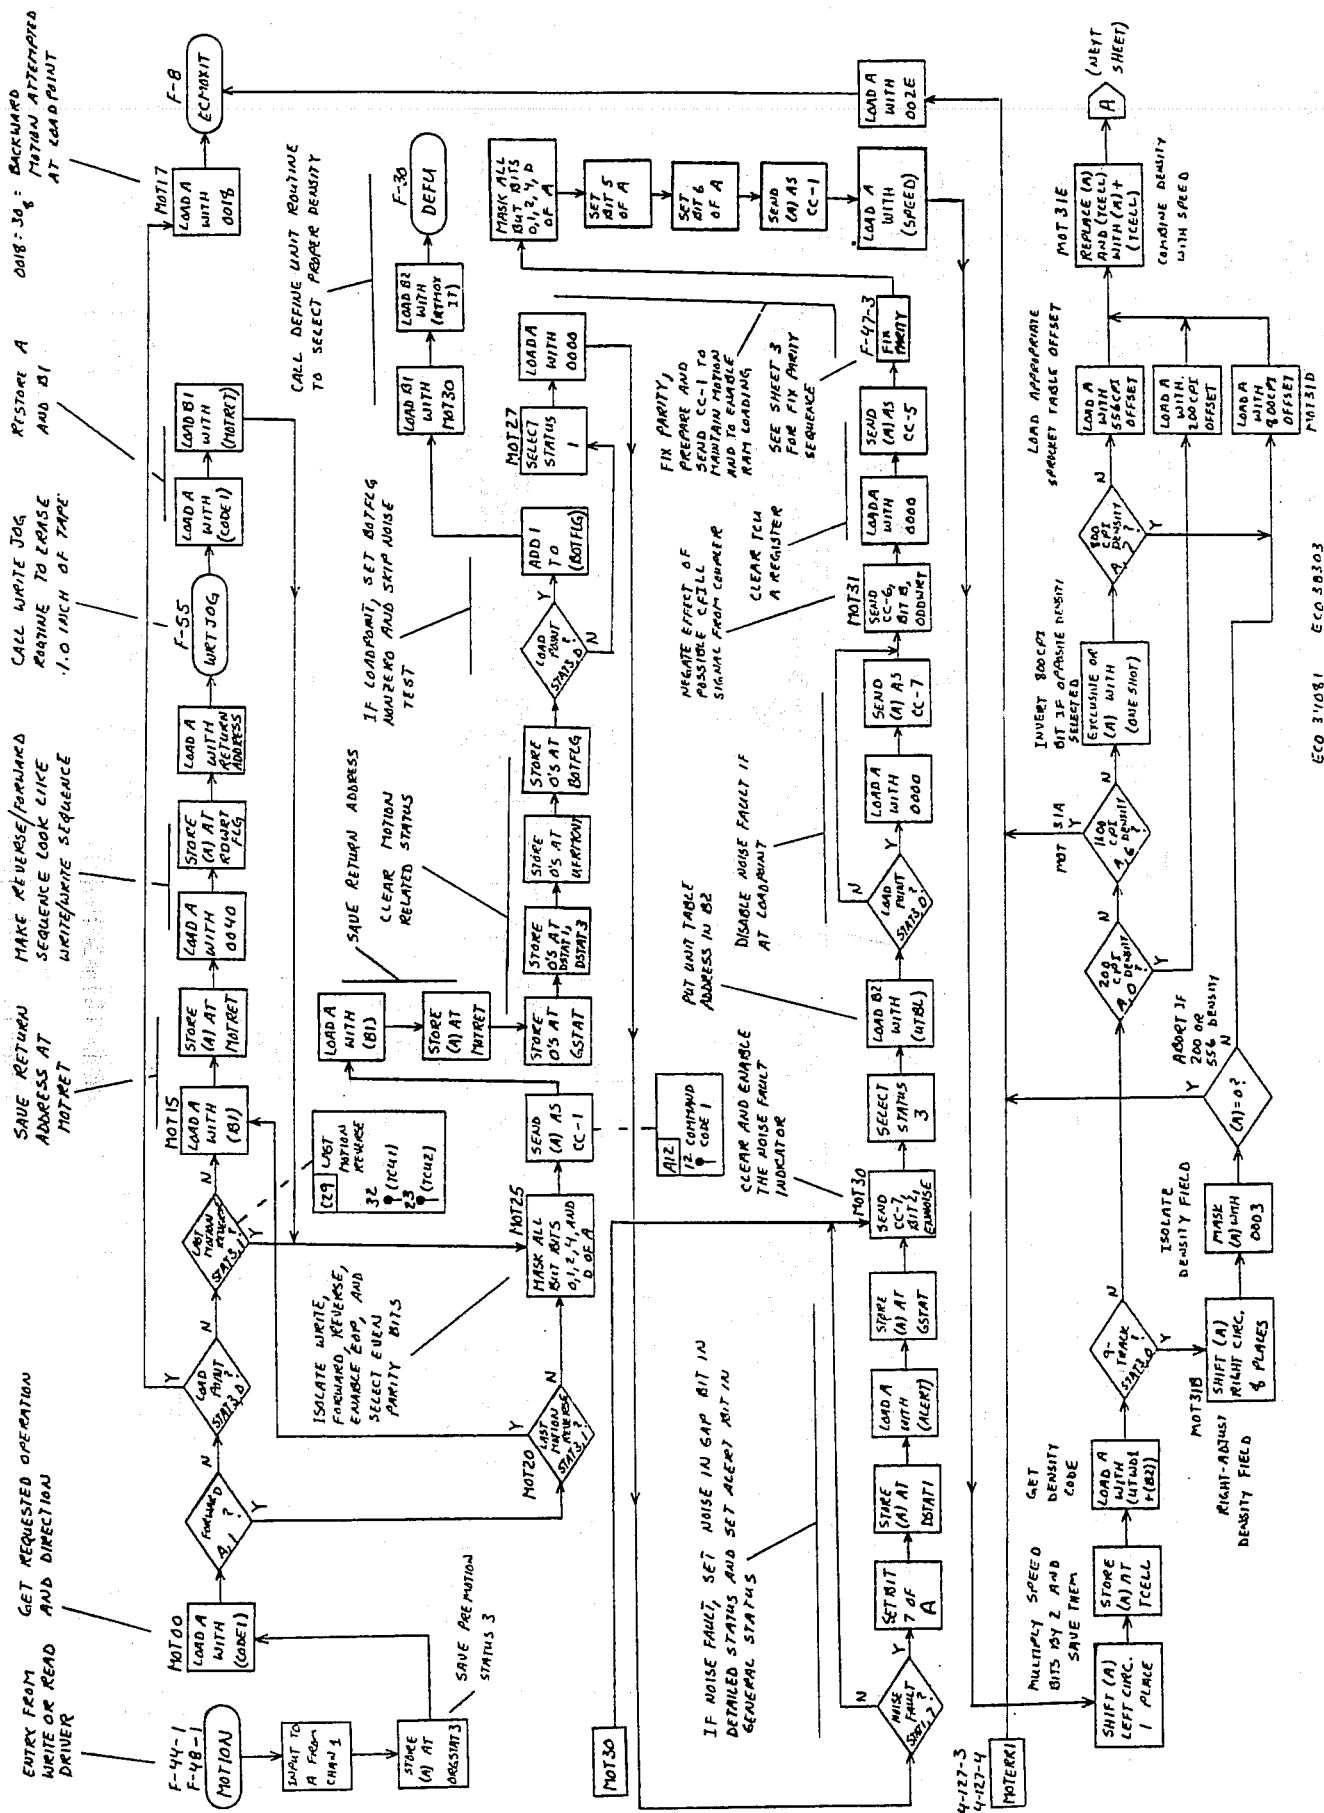 ENTRY FROM
WRITE OR READ
DRIVER
F-44-1
F-48-1
MOTION
INPUT TO
A FROM
CHAN 1
STORE
(A) AT
ORGSTAT3
SAVE PREMOTION
STATUS 3
GET REQUESTED OPERATION
AND DIRECTION
MOT00
LOAD A
WITH
(CODE1)
FORWARD
A,1 ?
N
Y
LOAD
POINT
STAT3,0 ?
Y
N
LAST
MOTION
REVERSE
STAT3,1 ?
N
Y
SAVE RETURN
ADDRESS AT
MOTRET
MOT15
LOAD A
WITH
(B1)
STORE
(A) AT
MOTRET
MAKE REVERSE/FORWARD
SEQUENCE LOOK LIKE
WRITE/WRITE SEQUENCE
LOAD A
WITH
0040
STORE
(A) AT
RDWRT
FLG
LOAD A
WITH
RETURN
ADDRESS
CALL WRITE JOG
ROUTINE TO ERASE
1.0 INCH OF TAPE
F-55
WRTJOG
RESTORE A
AND B1
LOAD A
WITH
(CODE1)
LOAD B1
WITH
(MOTRET)
0018 = 30₈ = BACKWARD
MOTION ATTEMPTED
AT LOADPOINT
MOT17
LOAD A
WITH
0018
F-8
ECMOXIT
MOT20
LAST
MOTION
REVERSE
STAT3,1 ?
Y
N
ISOLATE WRITE,
FORWARD, REVERSE,
ENABLE EOP, AND
SELECT EVEN
PARITY BITS
C29
LAST
MOTION
REVERSE
32
(TCU1)
23
(TCU2)
MOT25
MASK ALL
BUT BITS
0,1,2,4, AND
D OF A
SEND
(A) AS
CC-1
A12
12
COMMAND
CODE 1
LOAD A
WITH
(B1)
STORE
(A) AT
MOTRET
SAVE RETURN ADDRESS
CLEAR MOTION
RELATED STATUS
STORE
0'S AT
GSTAT
STORE
0'S AT
DSTAT1,
DSTAT3
STORE
0'S AT
UFRMCNT
STORE
0'S AT
BOTFLG
IF LOADPOINT, SET BOTFLG
NONZERO AND SKIP NOISE
TEST
LOAD
POINT
STAT3,0 ?
Y
N
ADD 1
TO
(BOTFLG)
CALL DEFINE UNIT ROUTINE
TO SELECT PROPER DENSITY
LOAD B1
WITH
MOT30
LOAD B2
WITH
(RTMOY
IT)
F-30
DEFU
MOT27
SELECT
STATUS
1
LOAD A
WITH
0000
MOT30
IF NOISE FAULT, SET NOISE IN GAP BIT IN
DETAILED STATUS AND SET ALERT BIT IN
GENERAL STATUS
NOISE
FAULT
STAT1,7 ?
N
Y
SET BIT
7 OF
A
STORE
(A) AT
DSTAT1
LOAD A
WITH
(ALERT)
STORE
(A) AT
GSTAT
CLEAR AND ENABLE
THE NOISE FAULT
INDICATOR
MOT30
SEND
CC-7,
ENNOISE
SELECT
STATUS
3
PUT UNIT TABLE
ADDRESS IN B2
LOAD B2
WITH
(UTBL)
DISABLE NOISE FAULT IF
AT LOADPOINT
LOAD
POINT
STAT3,0 ?
N
Y
LOAD A
WITH
0000
SEND
(A) AS
CC-7
NEGATE EFFECT OF
POSSIBLE CFILL
SIGNAL FROM COUPLER
MOT31
SEND
CC-6,
BIT B,
ODDWRT
CLEAR TCU
A REGISTER
LOAD A
WITH
0000
SEND
(A) AS
CC-5
FIX PARITY,
PREPARE AND
SEND CC-1 TO
MAINTAIN MOTION
AND TO ENABLE
RAM LOADING.
SEE SHEET 3
FOR FIX PARITY
SEQUENCE
F-47-3
FIX
PARITY
MASK ALL
BUT BITS
0,1,2,4,D
OF A
SET
BIT 5
OF A
SET
BIT 6
OF A
SEND
(A) AS
CC-1
LOAD A
WITH
(SPEED)
LOAD A
WITH
002E
4-127-3
4-127-4
MOTERR1
MULTIPLY SPEED
BITS BY 2 AND
SAVE THEM
SHIFT (A)
LEFT CIRC.
1 PLACE
STORE
(A) AT
TCELL
GET
DENSITY
CODE
LOAD A
WITH
(UTWD1
+(B2))
9-
TRACK
STAT3,0 ?
N
Y
MOT31B
SHIFT (A)
RIGHT CIRC.
8 PLACES
RIGHT-ADJUST
DENSITY FIELD
ISOLATE
DENSITY FIELD
MASK
(A) WITH
0003
(A)=0?
Y
N
ABORT IF
200 OR
556 DENSITY
200
CPI
DENSITY
A,0 ?
N
Y
MOT31A
1600
CPI
DENSITY
A,6 ?
Y
N
INVERT 800CPI
BIT IF OPPOSITE DENSITY
SELECTED
EXCLUSIVE OR
(A) WITH
(ONE SHOT)
800
CPI
DENSITY
A,7 ?
N
Y
LOAD APPROPRIATE
SPROCKET TABLE OFFSET
LOAD A
WITH
556CPI
OFFSET
LOAD A
WITH.
200CPI
OFFSET
LOAD A
WITH
800CPI
OFFSET
MOT31D
MOT31E
REPLACE (A)
AND (TCELL)
WITH (A)+
(TCELL)
COMBINE DENSITY
WITH SPEED
A
(NEXT
SHEET)
ECO 37081
ECO 38303